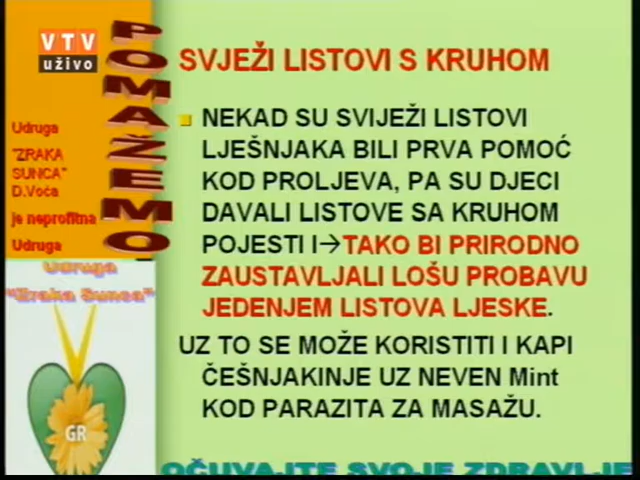 VTV
uživo
POMAŽEMO
Udruga
"ZRAKA
SUNCA"
D.Voća
je neprofitna
Udruga
Udruga
"Zraka Sunca"
GR
SVJEŽI LISTOVI S KRUHOM
NEKAD SU SVIJEŽI LISTOVI
LJEŠNJAKA BILI PRVA POMOĆ
KOD PROLJEVA, PA SU DJECI
DAVALI LISTOVE SA KRUHOM
POJESTI I→TAKO BI PRIRODNO
ZAUSTAVLJALI LOŠU PROBAVU
JEDENJEM LISTOVA LJESKE.
UZ TO SE MOŽE KORISTITI I KAPI
ČEŠNJAKINJE UZ NEVEN Mint
KOD PARAZITA ZA MASAŽU.
OČUVAJTE SVOJE ZDRAVLJE